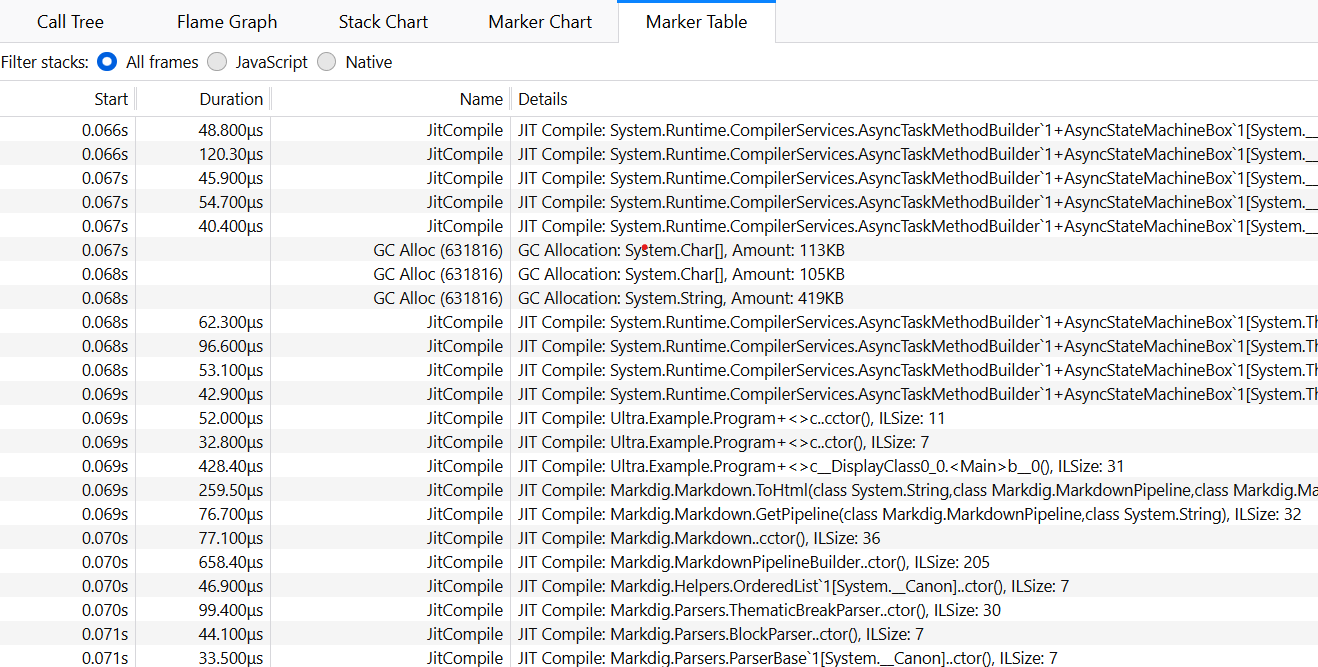 Call Tree Flame Graph Stack Chart Marker Chart Marker Table
Filter stacks: All frames JavaScript Native
Start Duration Name Details
0.066s 48.800μs JitCompile JIT Compile: System.Runtime.CompilerServices.AsyncTaskMethodBuilder`1+AsyncStateMachineBox`1[System.__
0.066s 120.30μs JitCompile JIT Compile: System.Runtime.CompilerServices.AsyncTaskMethodBuilder`1+AsyncStateMachineBox`1[System.__
0.067s 45.900μs JitCompile JIT Compile: System.Runtime.CompilerServices.AsyncTaskMethodBuilder`1+AsyncStateMachineBox`1[System.__
0.067s 54.700μs JitCompile JIT Compile: System.Runtime.CompilerServices.AsyncTaskMethodBuilder`1+AsyncStateMachineBox`1[System.__
0.067s 40.400μs JitCompile JIT Compile: System.Runtime.CompilerServices.AsyncTaskMethodBuilder`1+AsyncStateMachineBox`1[System.__
0.067s GC Alloc (631816) GC Allocation: System.Char[], Amount: 113KB
0.068s GC Alloc (631816) GC Allocation: System.Char[], Amount: 105KB
0.068s GC Alloc (631816) GC Allocation: System.String, Amount: 419KB
0.068s 62.300μs JitCompile JIT Compile: System.Runtime.CompilerServices.AsyncTaskMethodBuilder`1+AsyncStateMachineBox`1[System.Th
0.068s 96.600μs JitCompile JIT Compile: System.Runtime.CompilerServices.AsyncTaskMethodBuilder`1+AsyncStateMachineBox`1[System.Th
0.068s 53.100μs JitCompile JIT Compile: System.Runtime.CompilerServices.AsyncTaskMethodBuilder`1+AsyncStateMachineBox`1[System.Th
0.069s 42.900μs JitCompile JIT Compile: System.Runtime.CompilerServices.AsyncTaskMethodBuilder`1+AsyncStateMachineBox`1[System.Th
0.069s 52.000μs JitCompile JIT Compile: Ultra.Example.Program+<>c..cctor(), ILSize: 11
0.069s 32.800μs JitCompile JIT Compile: Ultra.Example.Program+<>c..ctor(), ILSize: 7
0.069s 428.40μs JitCompile JIT Compile: Ultra.Example.Program+<>c__DisplayClass0_0.<Main>b__0(), ILSize: 31
0.069s 259.50μs JitCompile JIT Compile: Markdig.Markdown.ToHtml(class System.String,class Markdig.MarkdownPipeline,class Markdig.Ma
0.069s 76.700μs JitCompile JIT Compile: Markdig.Markdown.GetPipeline(class Markdig.MarkdownPipeline,class System.String), ILSize: 32
0.070s 77.100μs JitCompile JIT Compile: Markdig.Markdown..cctor(), ILSize: 36
0.070s 658.40μs JitCompile JIT Compile: Markdig.MarkdownPipelineBuilder..ctor(), ILSize: 205
0.070s 46.900μs JitCompile JIT Compile: Markdig.Helpers.OrderedList`1[System.__Canon]..ctor(), ILSize: 7
0.070s 99.400μs JitCompile JIT Compile: Markdig.Parsers.ThematicBreakParser..ctor(), ILSize: 30
0.071s 44.100μs JitCompile JIT Compile: Markdig.Parsers.BlockParser..ctor(), ILSize: 7
0.071s 33.500μs JitCompile JIT Compile: Markdig.Parsers.ParserBase`1[System.__Canon]..ctor(), ILSize: 7